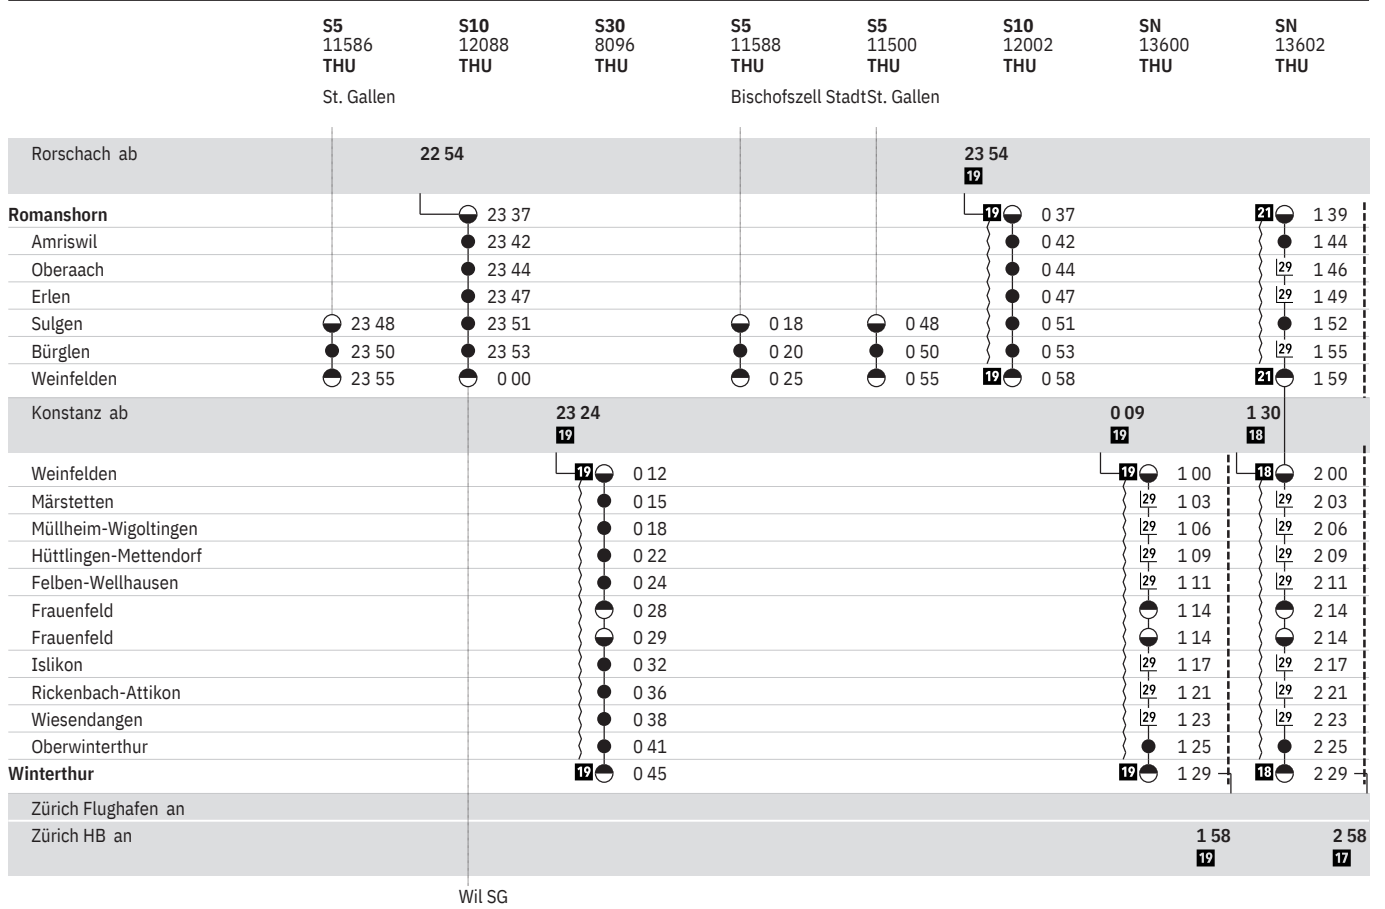 S5 S10 S30 S5 S5 S10 SN SN
11586 12088 8096 11588 11500 12002 13600 13602
THU THU THU THU THU THU THU THU
St. Gallen Bischofszell Stadt St. Gallen
Rorschach ab 22 54 23 54
19
Romanshorn 23 37 19 0 37 21 1 39
Amriswil 23 42 0 42 1 44
Oberaach 23 44 0 44 29 1 46
Erlen 23 47 0 47 29 1 49
Sulgen 23 48 23 51 0 18 0 48 0 51 1 52
Bürglen 23 50 23 53 0 20 0 50 0 53 29 1 55
Weinfelden 23 55 0 00 0 25 0 55 19 0 58 21 1 59
Konstanz ab 23 24 0 09 1 30
19 19 18
Weinfelden 19 0 12 19 1 00 18 2 00
Märstetten 0 15 29 1 03 29 2 03
Müllheim-Wigoltingen 0 18 29 1 06 29 2 06
Hüttlingen-Mettendorf 0 22 29 1 09 29 2 09
Felben-Wellhausen 0 24 29 1 11 29 2 11
Frauenfeld 0 28 1 14 2 14
Frauenfeld 0 29 1 14 2 14
Islikon 0 32 29 1 17 29 2 17
Rickenbach-Attikon 0 36 29 1 21 29 2 21
Wiesendangen 0 38 29 1 23 29 2 23
Oberwinterthur 0 41 1 25 2 25
Winterthur 19 0 45 19 1 29 18 2 29
Zürich Flughafen an
Zürich HB an 1 58 2 58
19 17
Wil SG